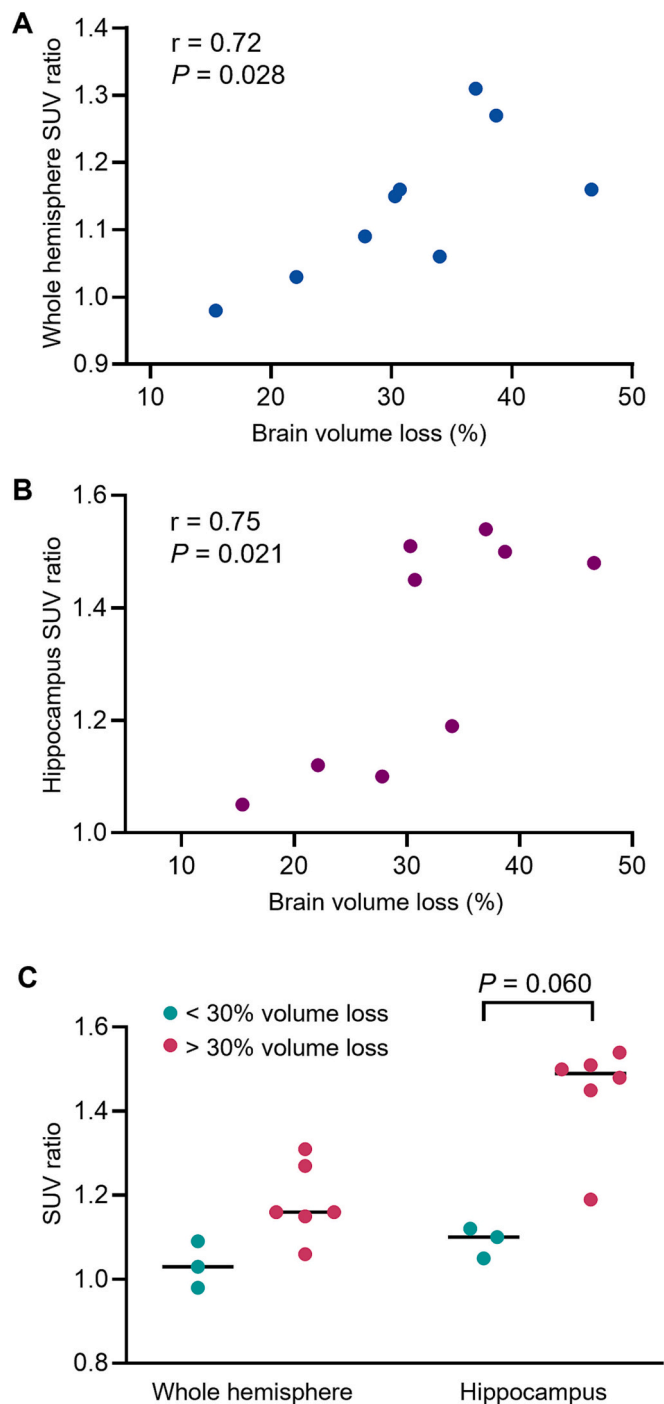 A
1.4
r = 0.72
P = 0.028
1.3
1.2
1.1
1.0
0.9
Whole hemisphere SUV ratio
10 20 30 40 50
Brain volume loss (%)
B
1.6
r = 0.75
P = 0.021
1.4
1.2
1.0
Hippocampus SUV ratio
10 20 30 40 50
Brain volume loss (%)
C
P = 0.060
1.6
< 30% volume loss
> 30% volume loss
1.4
1.2
1.0
0.8
SUV ratio
Whole hemisphere Hippocampus